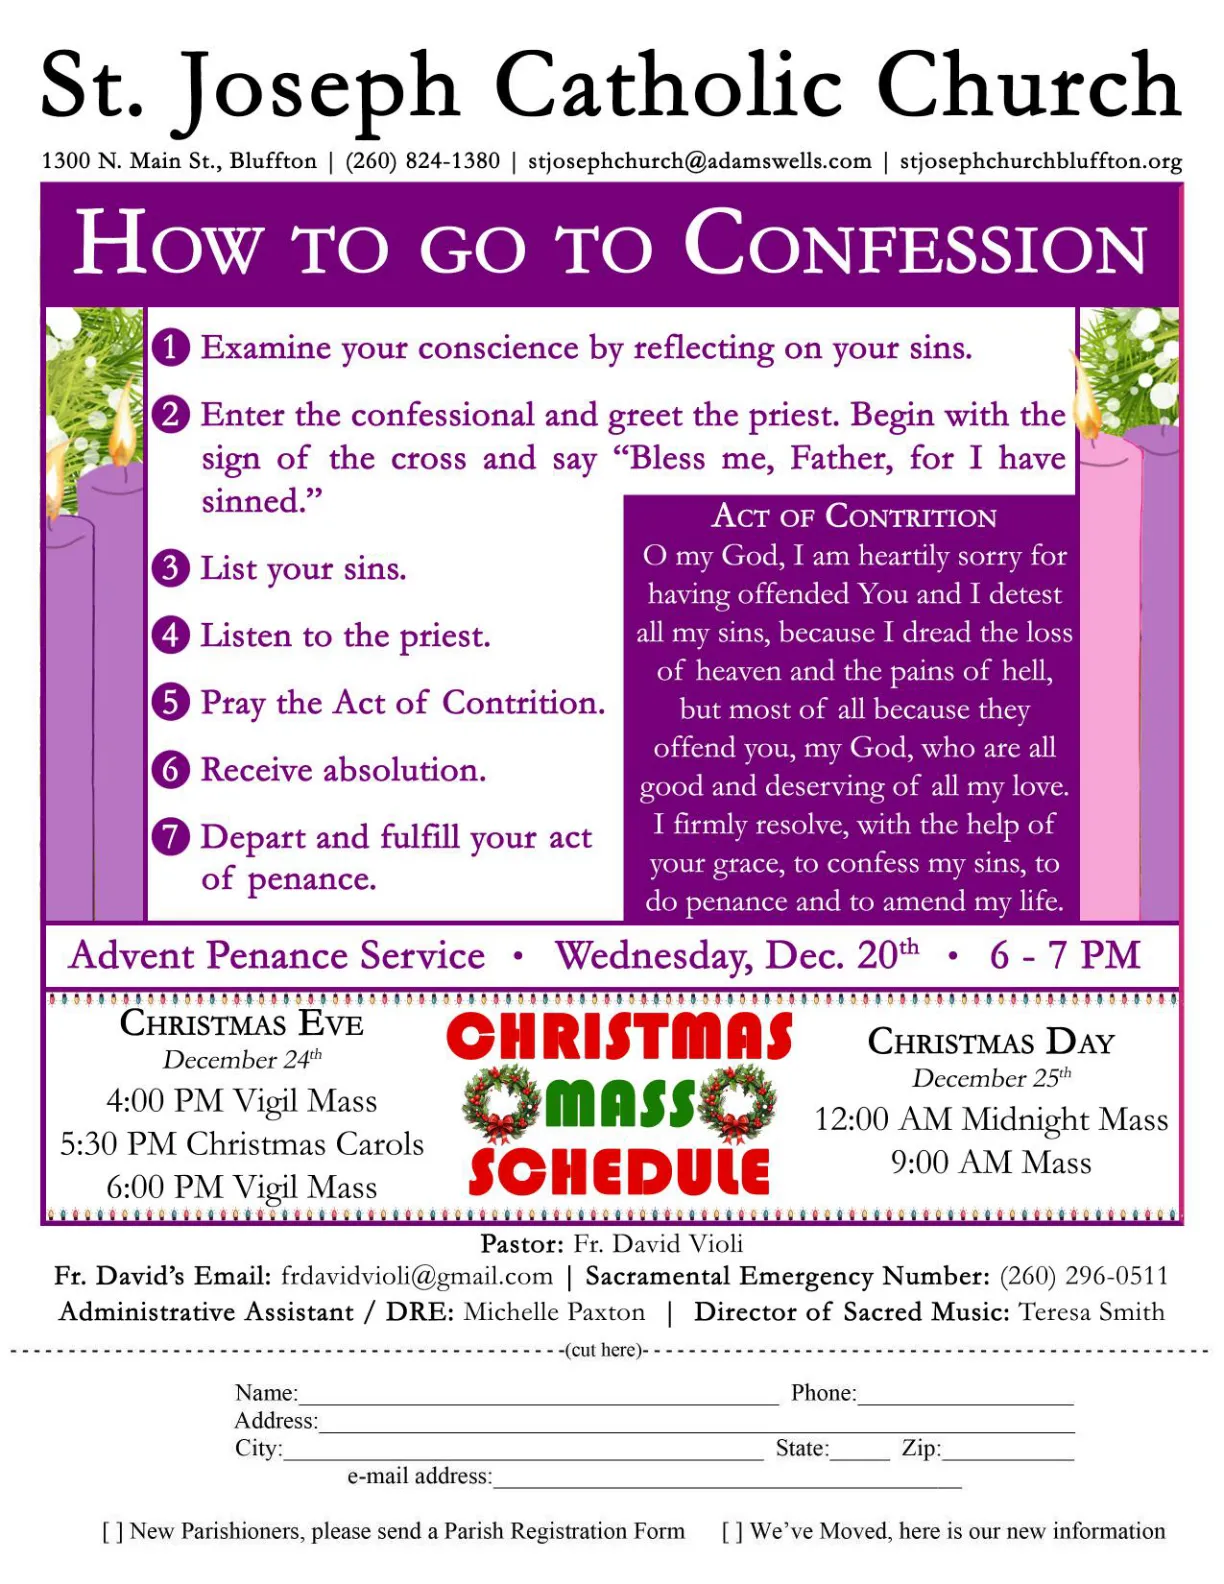 St. Joseph Catholic Church
1300 N. Main St., Bluffton | (260) 824-1380 | stjosephchurch@adamswells.com | stjosephchurchbluffton.org
How to go to Confession
1 Examine your conscience by reflecting on your sins.
2 Enter the confessional and greet the priest. Begin with the
sign of the cross and say “Bless me, Father, for I have
sinned.”
3 List your sins.
4 Listen to the priest.
5 Pray the Act of Contrition.
6 Receive absolution.
7 Depart and fulfill your act
of penance.
Act of Contrition
O my God, I am heartily sorry for
having offended You and I detest
all my sins, because I dread the loss
of heaven and the pains of hell,
but most of all because they
offend you, my God, who are all
good and deserving of all my love.
I firmly resolve, with the help of
your grace, to confess my sins, to
do penance and to amend my life.
Advent Penance Service • Wednesday, Dec. 20th • 6 - 7 PM
Christmas Eve
December 24th
4:00 PM Vigil Mass
5:30 PM Christmas Carols
6:00 PM Vigil Mass
CHRISTMAS
MASS
SCHEDULE
Christmas Day
December 25th
12:00 AM Midnight Mass
9:00 AM Mass
Pastor: Fr. David Violi
Fr. David’s Email: frdavidvioli@gmail.com | Sacramental Emergency Number: (260) 296-0511
Administrative Assistant / DRE: Michelle Paxton | Director of Sacred Music: Teresa Smith
(cut here)
Name: Phone:
Address:
City: State: Zip:
e-mail address:
[ ] New Parishioners, please send a Parish Registration Form [ ] We’ve Moved, here is our new information